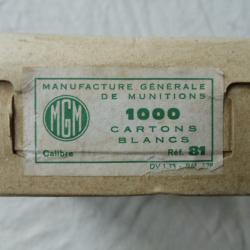 MANUFACTURE GÉNÉRALE
DE MUNITIONS
MGM
1000
CARTONS
BLANCS
Calibre
Réf. 81